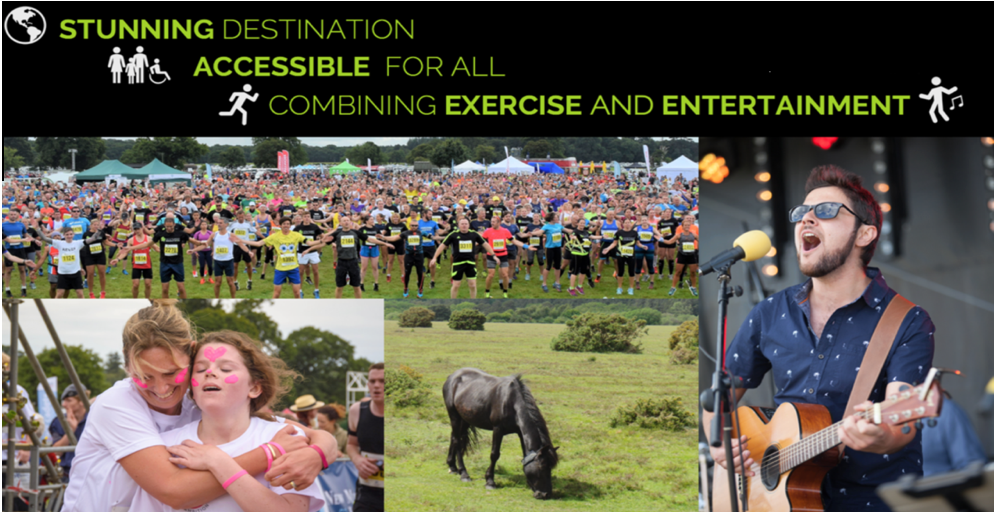 STUNNING DESTINATION
ACCESSIBLE FOR ALL
COMBINING EXERCISE AND ENTERTAINMENT